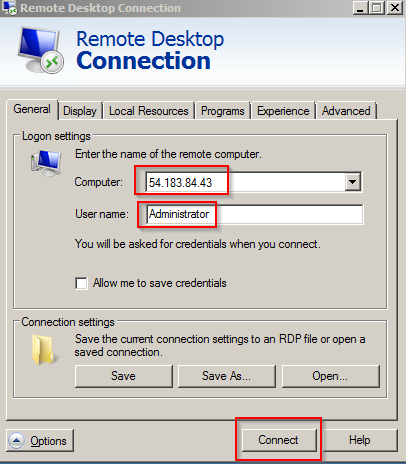 Remote Desktop Connection
Remote Desktop
Connection
General Display Local Resources Programs Experience Advanced
Logon settings
Enter the name of the remote computer.
Computer: 54.183.84.43
User name: Administrator
You will be asked for credentials when you connect.
Allow me to save credentials
Connection settings
Save the current connection settings to an RDP file or open a
saved connection.
Save Save As... Open...
Options Connect Help